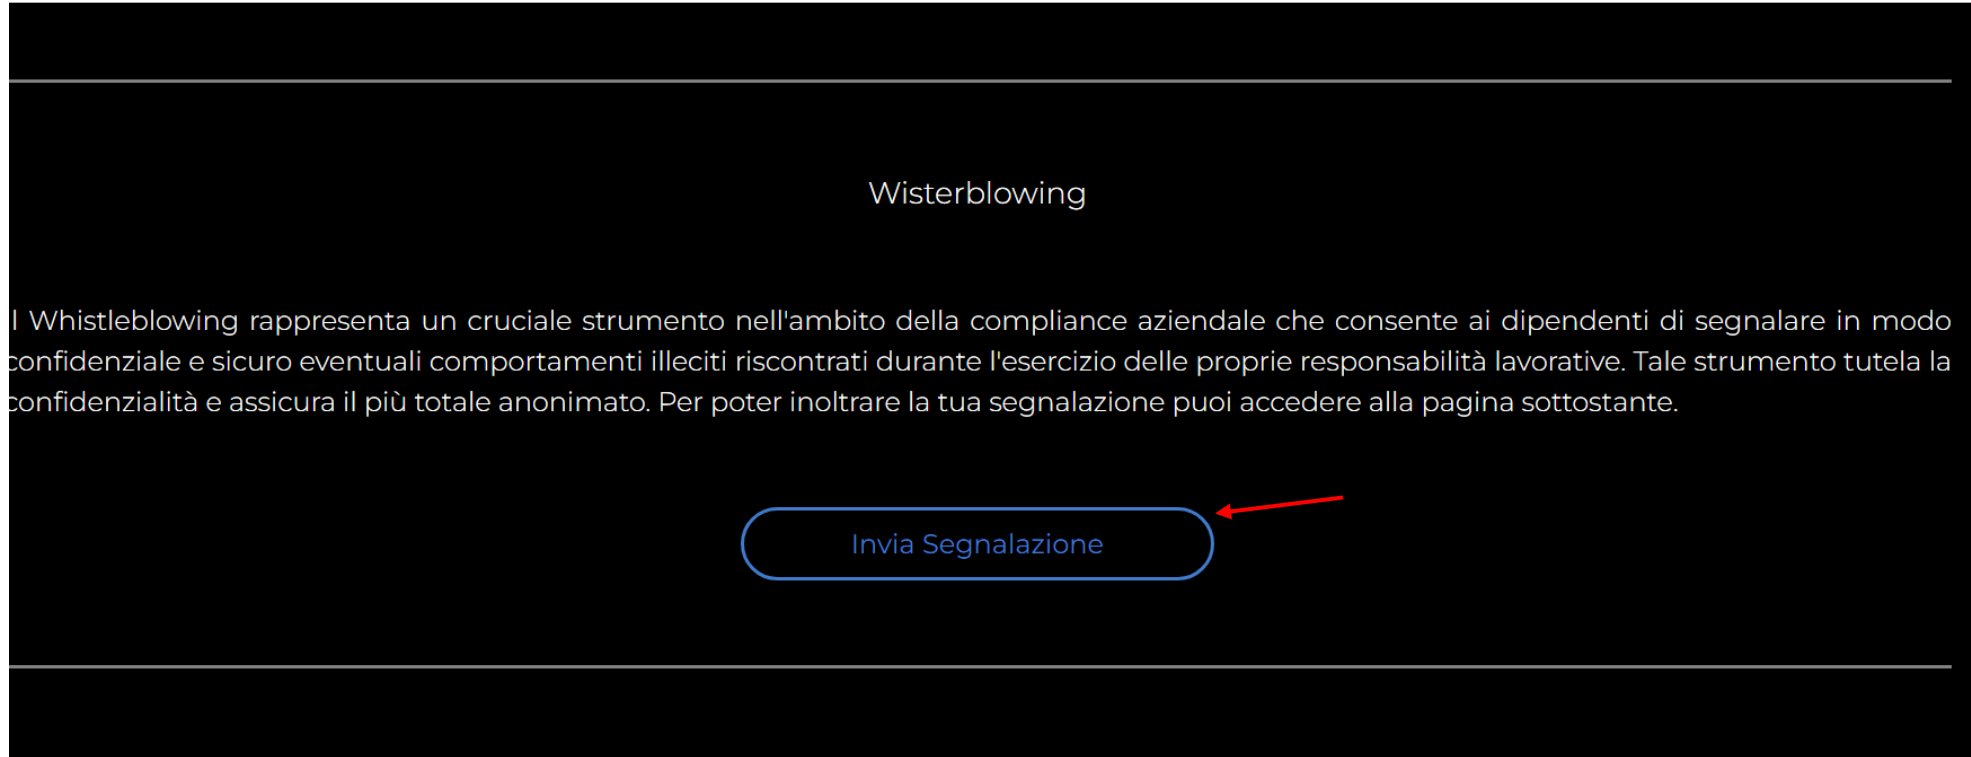 Wisterblowing
l Whistleblowing rappresenta un cruciale strumento nell'ambito della compliance aziendale che consente ai dipendenti di segnalare in modo
confidenziale e sicuro eventuali comportamenti illeciti riscontrati durante l'esercizio delle proprie responsabilità lavorative. Tale strumento tutela la
confidenzialità e assicura il più totale anonimato. Per poter inoltrare la tua segnalazione puoi accedere alla pagina sottostante.
Invia Segnalazione